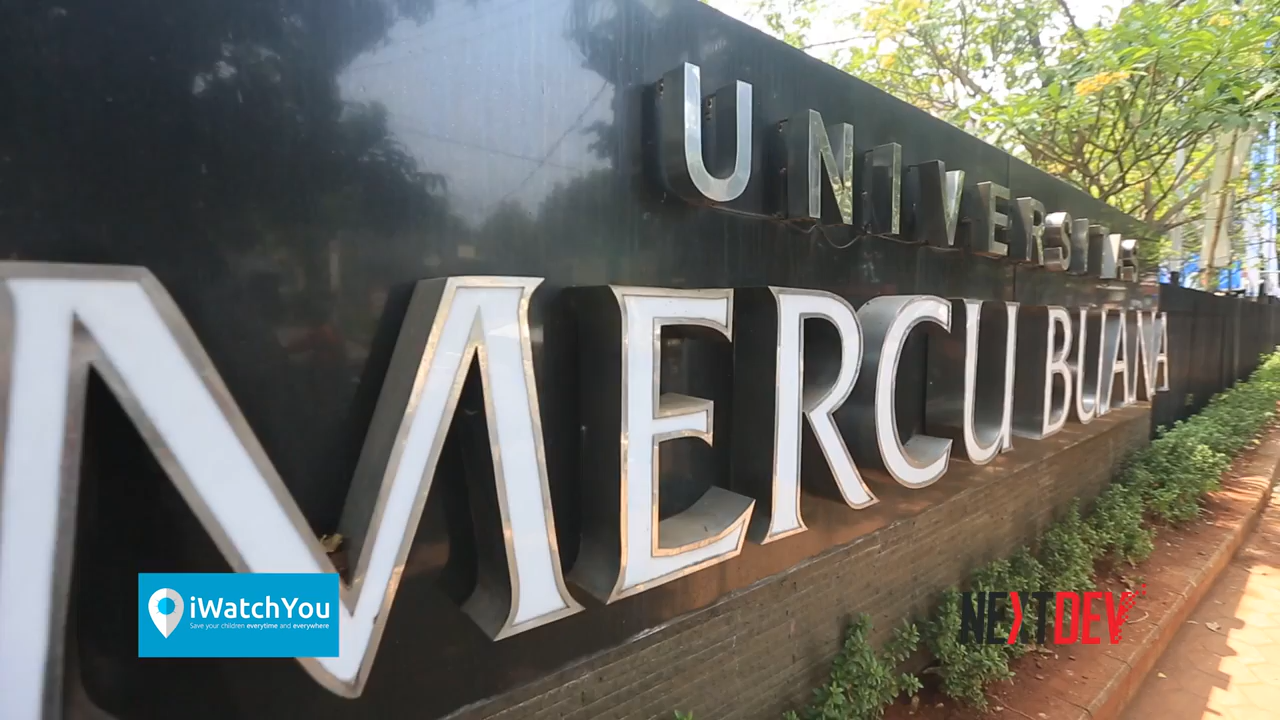 UNIVERSITAS
MERCU BUANA
iWatchYou
Save your children everytime and everywhere
NEXTDEV